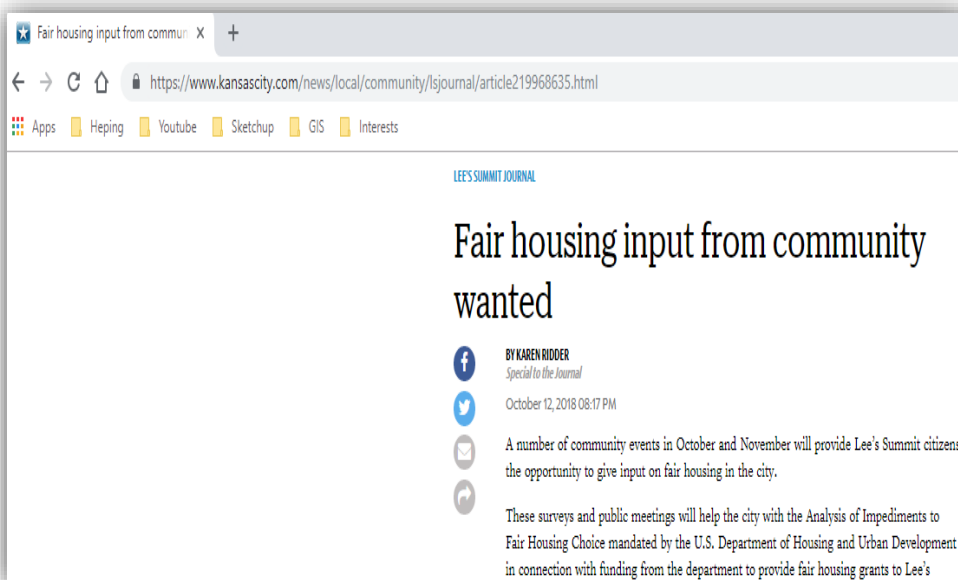 Fair housing input from commun
https://www.kansascity.com/news/local/community/lsjournal/article219968635.html
Apps Heping Youtube Sketchup GIS Interests
LEE'S SUMMIT JOURNAL
Fair housing input from community
wanted
BY KAREN RIDDER
Special to the Journal
October 12, 2018 08:17 PM
A number of community events in October and November will provide Lee's Summit citizens
the opportunity to give input on fair housing in the city.
These surveys and public meetings will help the city with the Analysis of Impediments to
Fair Housing Choice mandated by the U.S. Department of Housing and Urban Development
in connection with funding from the department to provide fair housing grants to Lee's